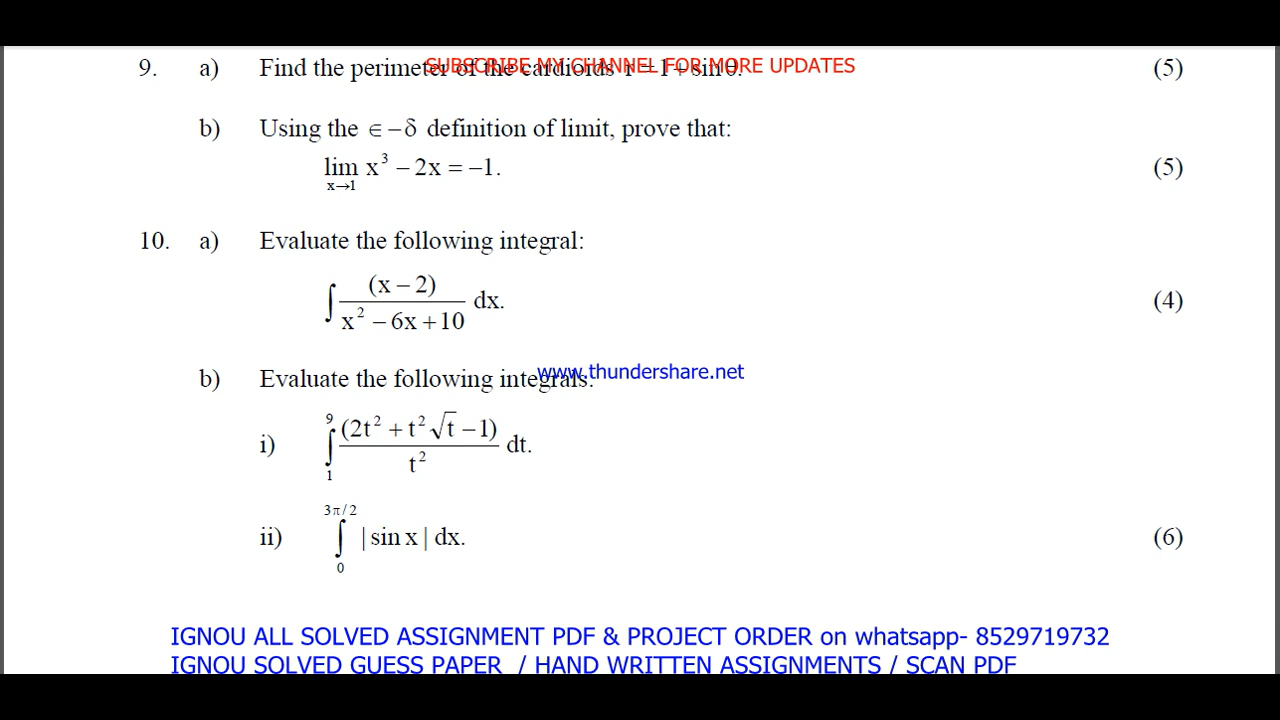 SUBSCRIBE MY CHANNEL FOR MORE UPDATES
9. a) Find the perimeter of the cardioids r = 1 + sin θ. (5)
b) Using the ∈ − δ definition of limit, prove that:
lim x→1 x³ − 2x = −1. (5)
10. a) Evaluate the following integral:
∫ (x − 2) / x² − 6x + 10 dx. (4)
b) Evaluate the following integrals:
www.thundershare.net
i) ∫₁⁹ (2t² + t² √t − 1) / t² dt.
ii) ∫₀^3π/2 | sin x | dx. (6)
IGNOU ALL SOLVED ASSIGNMENT PDF & PROJECT ORDER on whatsapp- 8529719732
IGNOU SOLVED GUESS PAPER / HAND WRITTEN ASSIGNMENTS / SCAN PDF